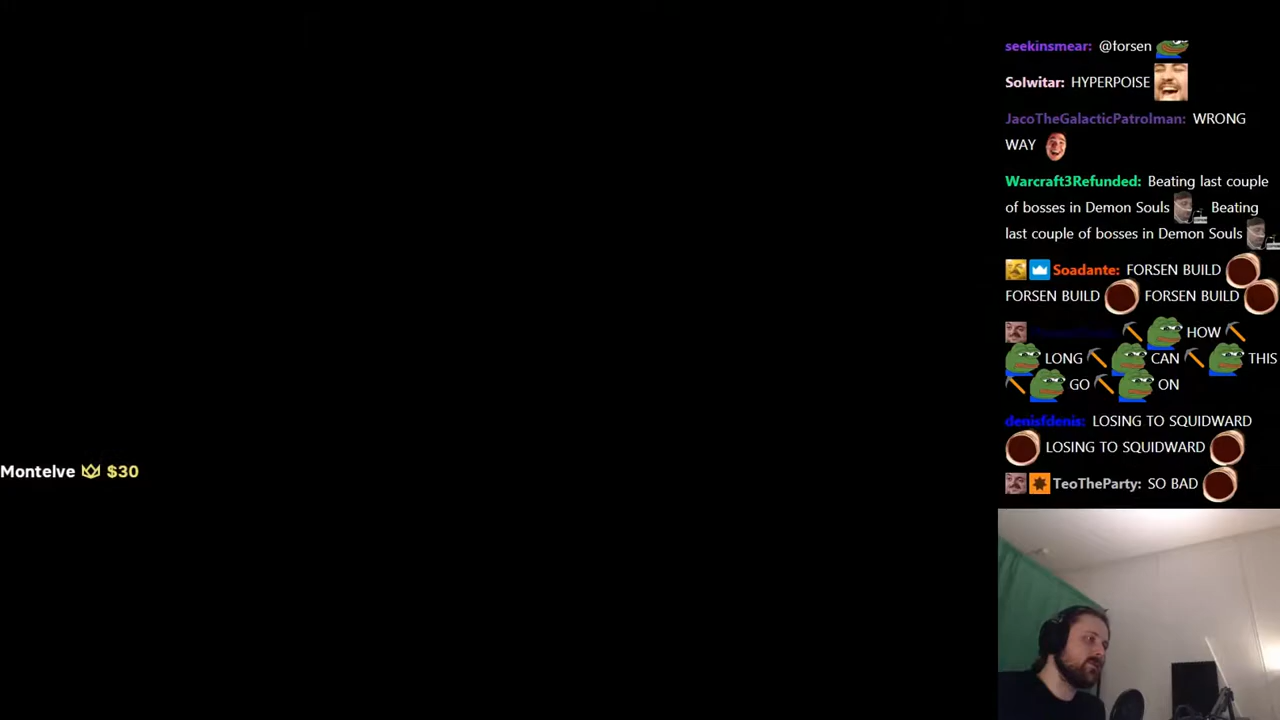 seekinsmear: @forsen
Solwitar: HYPERPOISE
JacoTheGalacticPatrolman: WRONG
WAY
Warcraft3Refunded: Beating last couple
of bosses in Demon Souls Beating
last couple of bosses in Demon Souls
Soadante: FORSEN BUILD
FORSEN BUILD FORSEN BUILD
HOW
LONG CAN THIS
GO ON
denisfdenis: LOSING TO SQUIDWARD
LOSING TO SQUIDWARD
Montelve $30
TeoTheParty: SO BAD